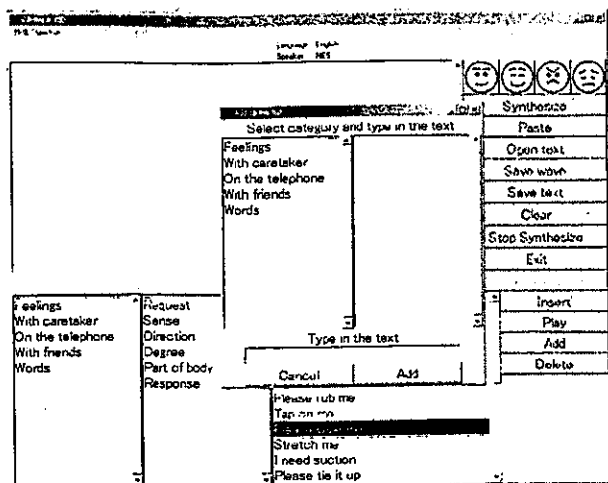 Language English
Speaker MES
Synthesize
Paste
Open text
Save wave
Save text
Clear
Stop Synthesize
Exit
Select category and type in the text
Feelings
With caretaker
On the telephone
With friends
Words
Type in the text
Cancel
Add
Feelings
With caretaker
On the telephone
With friends
Words
Request
Sense
Direction
Degree
Part of body
Response
Please rub me
Tap on me
Stretch me
I need suction
Please tie it up
Insert
Play
Add
Delete